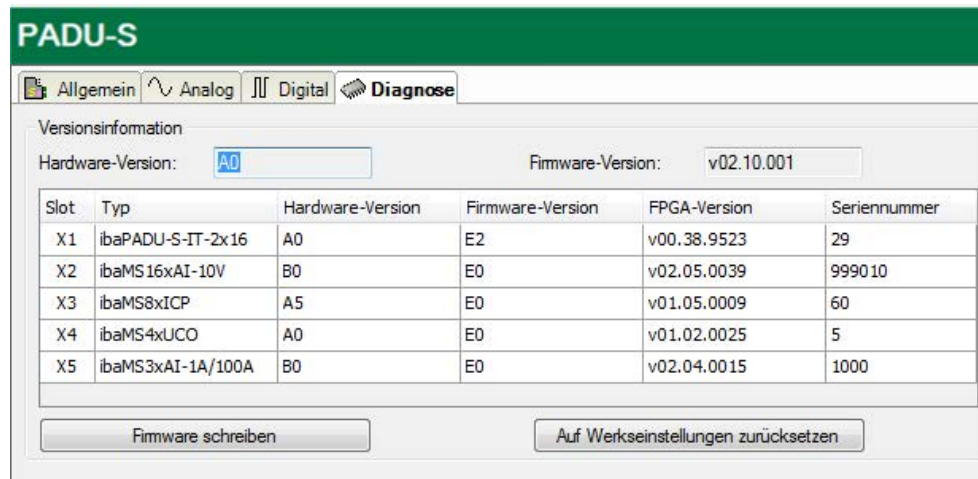 PADU-S
Allgemein Analog Digital Diagnose
Versionsinformation
Hardware-Version: A0 Firmware-Version: v02.10.001
Slot Typ Hardware-Version Firmware-Version FPGA-Version Seriennummer
X1 ibaPADU-S-IT-2x16 A0 E2 v00.38.9523 29
X2 ibaMS16xAI-10V B0 E0 v02.05.0039 999010
X3 ibaMS8xICP A5 E0 v01.05.0009 60
X4 ibaMS4xUCO A0 E0 v01.02.0025 5
X5 ibaMS3xAI-1A/100A B0 E0 v02.04.0015 1000
Firmware schreiben Auf Werkseinstellungen zurücksetzen